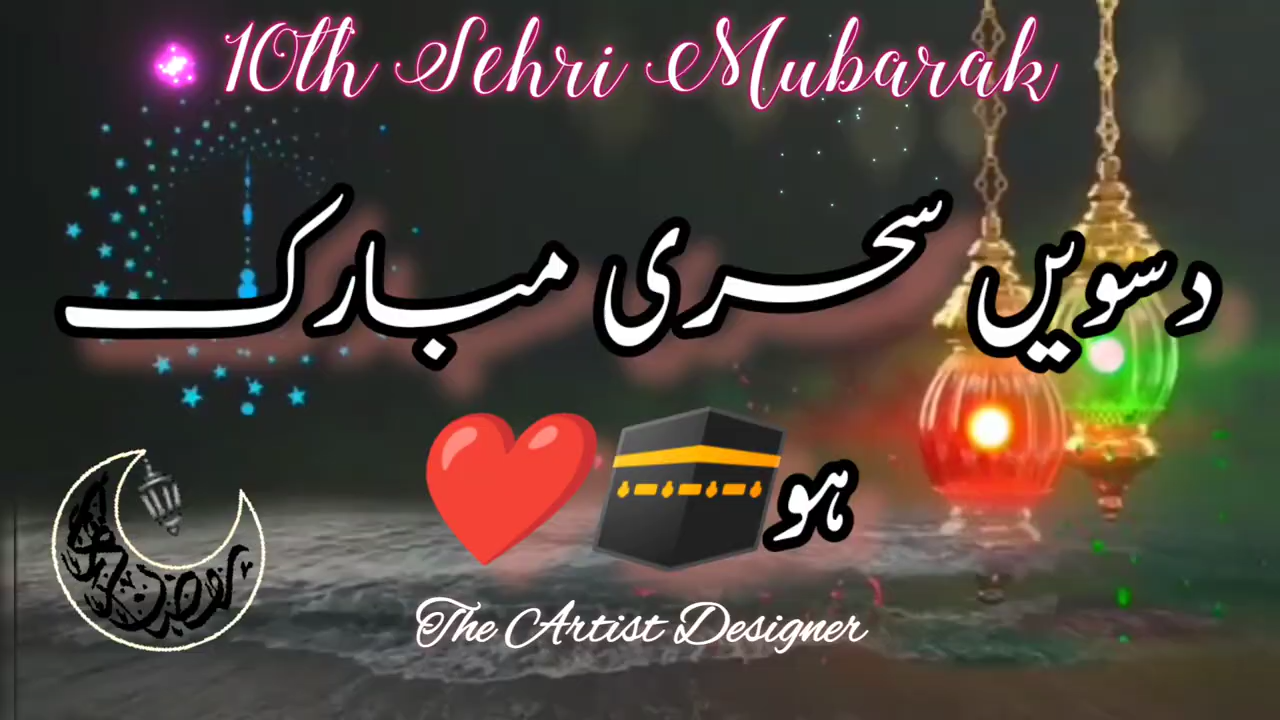 10th Sehri Mubarak
دسویں سحری مبارک
ہو
The Artist Designer